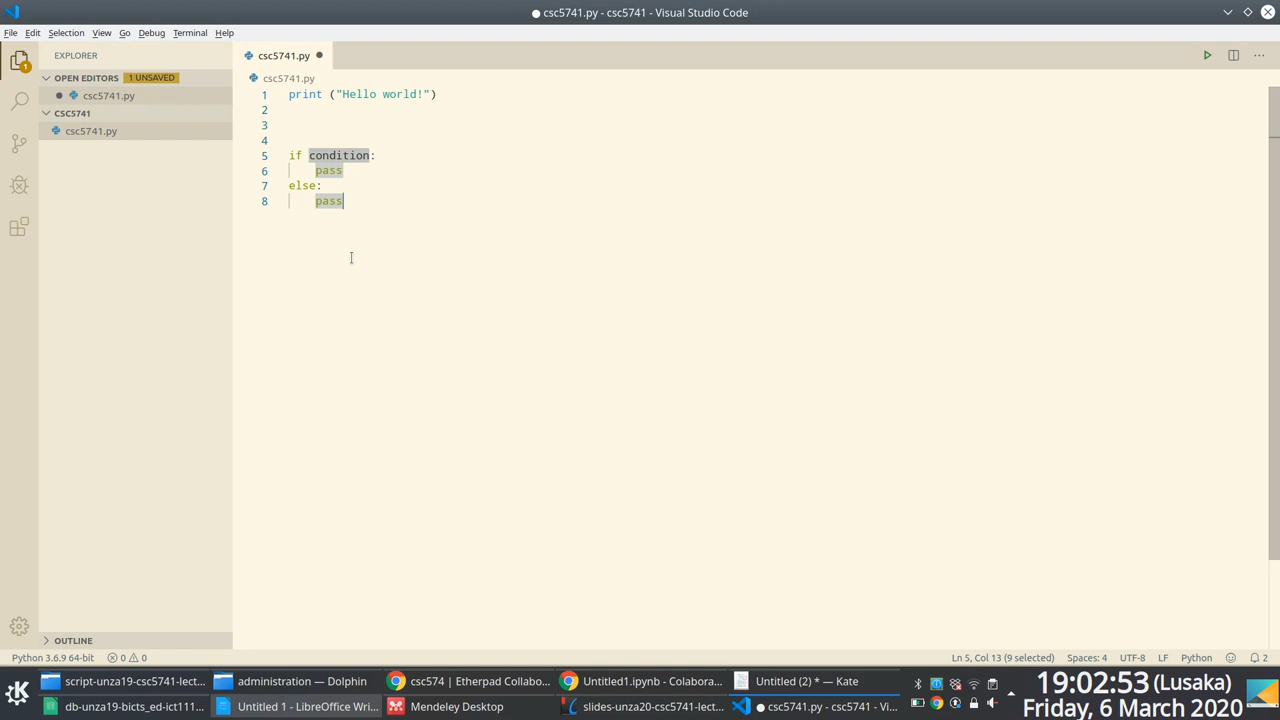 ● csc5741.py - csc5741 - Visual Studio Code
File Edit Selection View Go Debug Terminal Help
EXPLORER
OPEN EDITORS 1 UNSAVED
● csc5741.py
CSC5741
csc5741.py
OUTLINE
1
csc5741.py ●
csc5741.py
1 print ("Hello world!")
2
3
4
5 if condition:
6 pass
7 else:
8 pass
Python 3.6.9 64-bit 0 0 Ln 5, Col 13 (9 selected) Spaces: 4 UTF-8 LF Python 2
script-unza19-csc5741-lect... administration — Dolphin csc574 | Etherpad Collabo... Untitled1.ipynb - Colabora... Untitled (2) * — Kate
db-unza19-bicts_ed-ict111... Untitled 1 - LibreOffice Wri... Mendeley Desktop slides-unza20-csc5741-lect... ● csc5741.py - csc5741 - Vi...
19:02:53 (Lusaka)
Friday, 6 March 2020